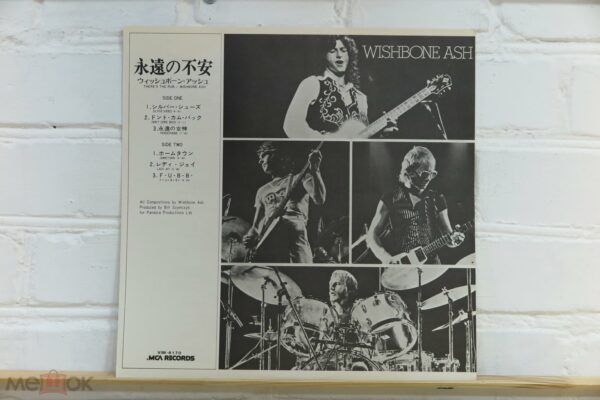 永遠の不安
ウィッシュボーン・アッシュ
THERE'S THE RUB / WISHBONE ASH
SIDE ONE
1. シルバー・シューズ
2. ドント・カム・バック
3. 永遠の女神
SIDE TWO
1. ホームタウン
2. レディ・ジェイ
3. F・U・B・B・
All Compositions by Wishbone Ash
Produced by Bill Szymczyk
for Pandora Productions Ltd.
VIM-6170
MCA RECORDS
WISHBONE ASH
МЕШОК